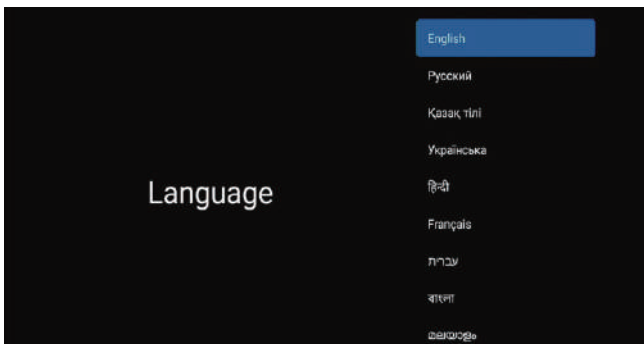 Language
English
Русский
Қазақ тілі
Українська
हिन्दी
Français
עברית
বাংলা
മലയാളം